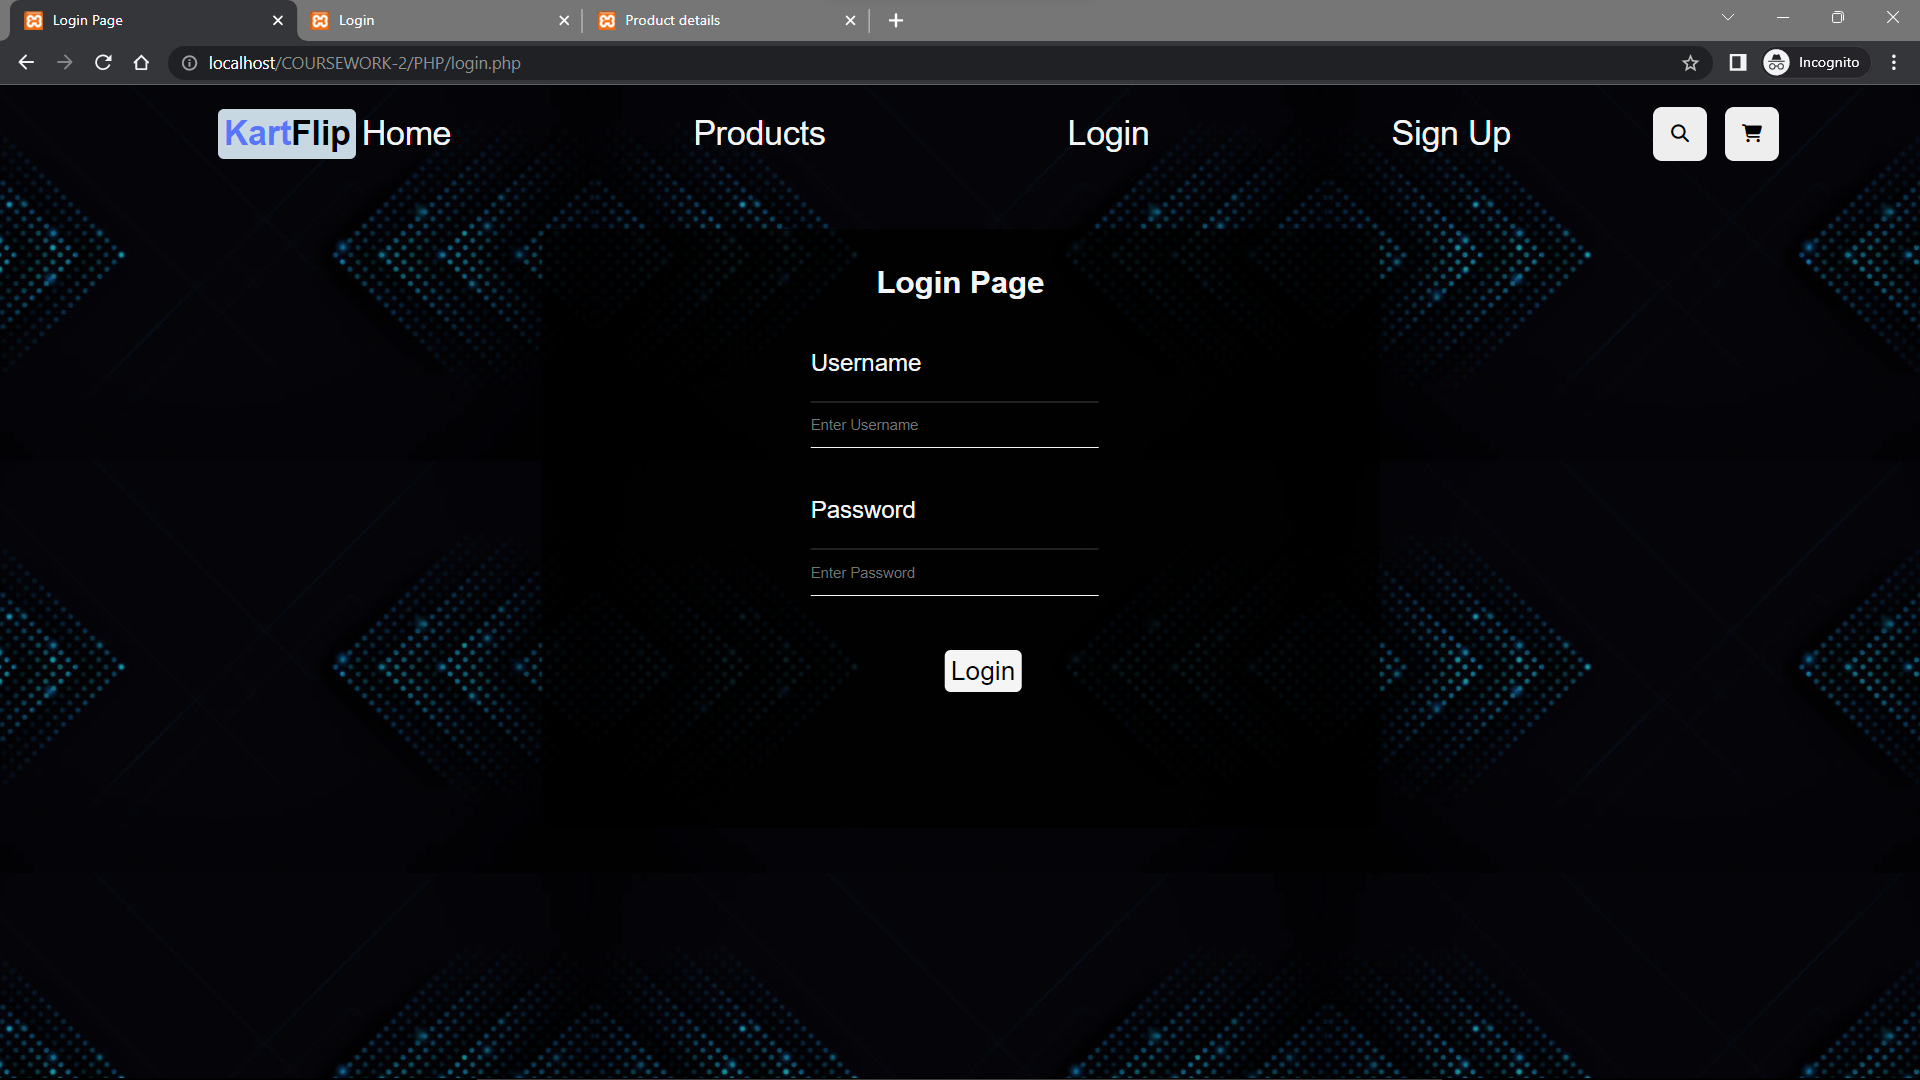 Login Page
Login
Product details
localhost/COURSEWORK-2/PHP/login.php
Incognito
KartFlip Home Products Login Sign Up
Login Page
Username
Enter Username
Password
Enter Password
Login